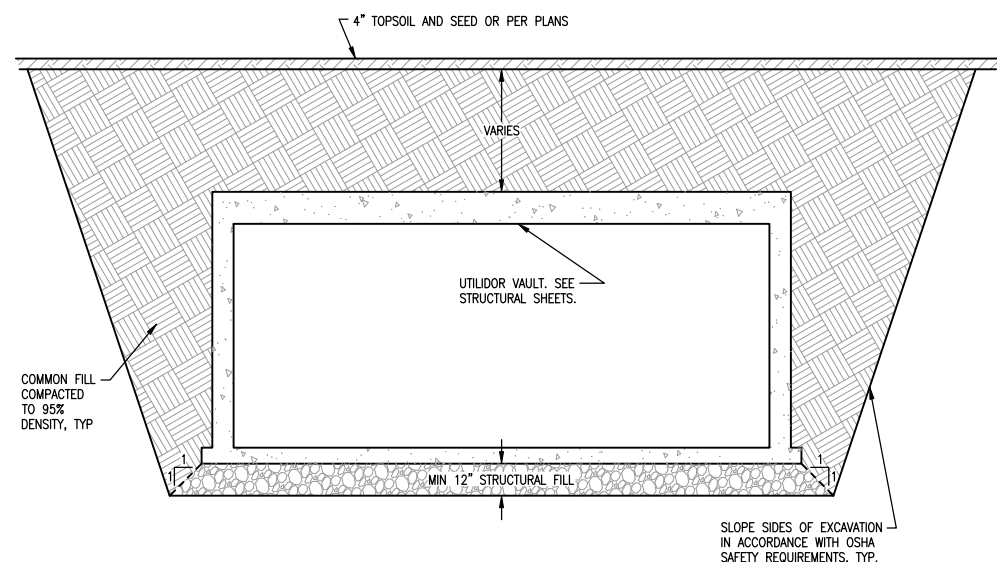 4" TOPSOIL AND SEED OR PER PLANS
VARIES
UTILIDOR VAULT. SEE
STRUCTURAL SHEETS.
COMMON FILL
COMPACTED
TO 95%
DENSITY, TYP
1
1
MIN 12" STRUCTURAL FILL
1
1
SLOPE SIDES OF EXCAVATION
IN ACCORDANCE WITH OSHA
SAFETY REQUIREMENTS, TYP.